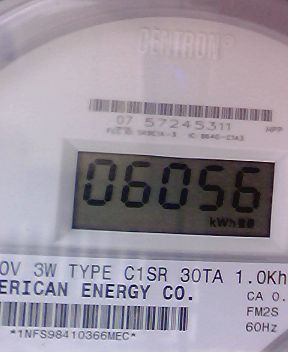 CENTRON®
07 57245311
06056
kWh
0V 3W TYPE C1SR 30TA 1.0Kh
ERICAN ENERGY CO.
CA 0.
FM2S
*1NFS98410366MEC*
60Hz